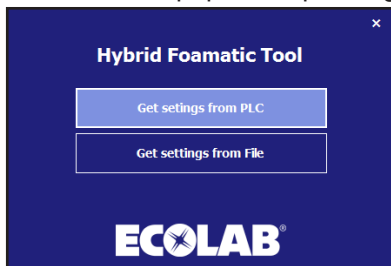 ×
Hybrid Foamatic Tool
Get setings from PLC
Get settings from File
ECOLAB®